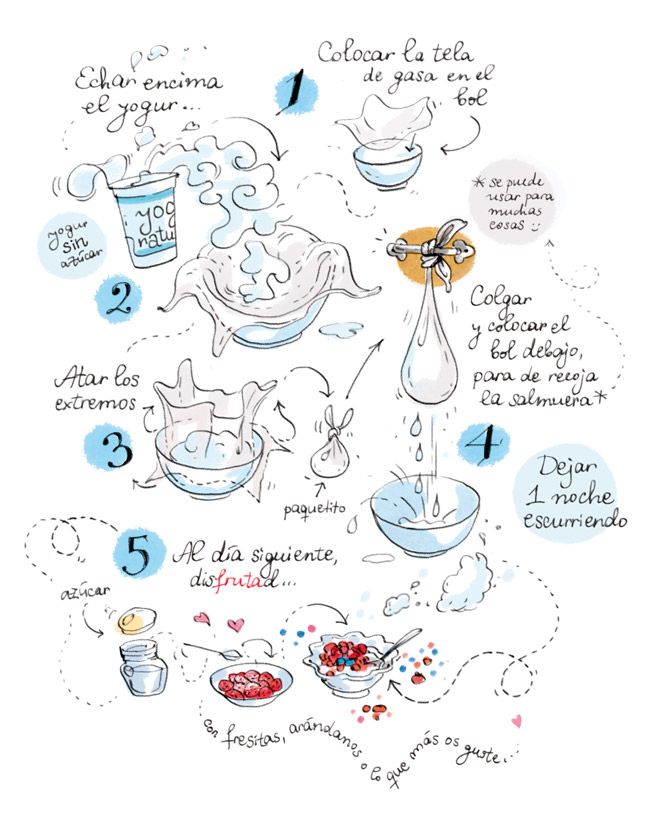 1
Colocar la tela
de gasa en el
bol
Echar encima
el yogur...
yog
natu
yogur
sin
azúcar
2
* se puede
usar para
muchas
cosas
Atar los
extremos
3
paquetito
Colgar
y colocar el
bol debajo,
para de recoja
la salmuera*
4
Dejar
1 noche
escurriendo
5
Al día siguiente,
disfrutad...
azúcar
con fresitas, arándanos o lo que más os guste...